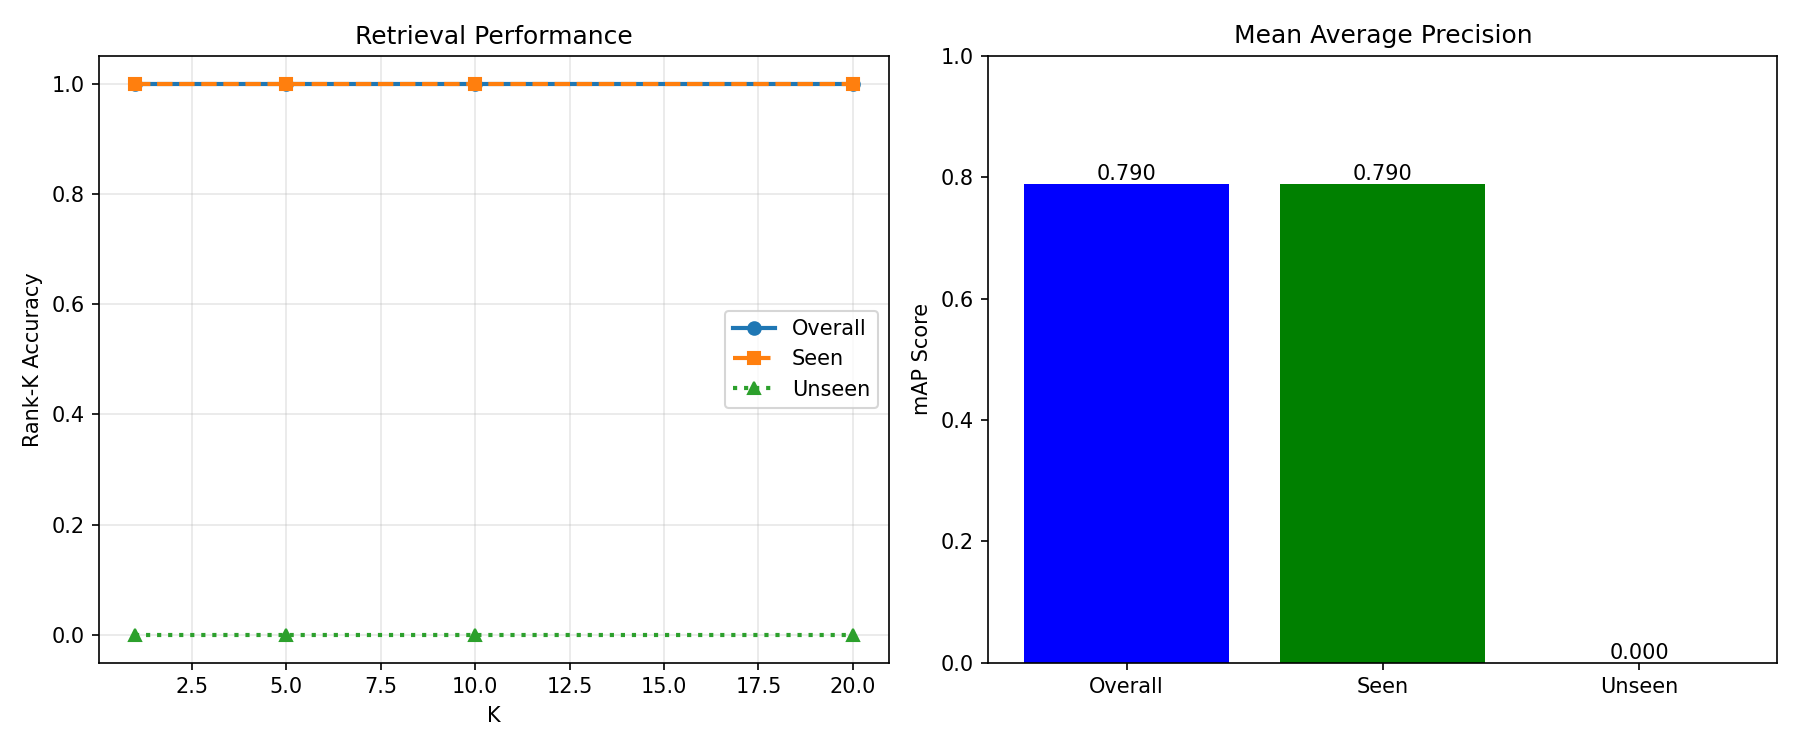 Retrieval Performance
Rank-K Accuracy
1.0
0.8
0.6
0.4
0.2
0.0
Overall
Seen
Unseen
2.5 5.0 7.5 10.0 12.5 15.0 17.5 20.0
K
Mean Average Precision
mAP Score
1.0
0.8
0.6
0.4
0.2
0.0
0.790 0.790 0.000
Overall Seen Unseen